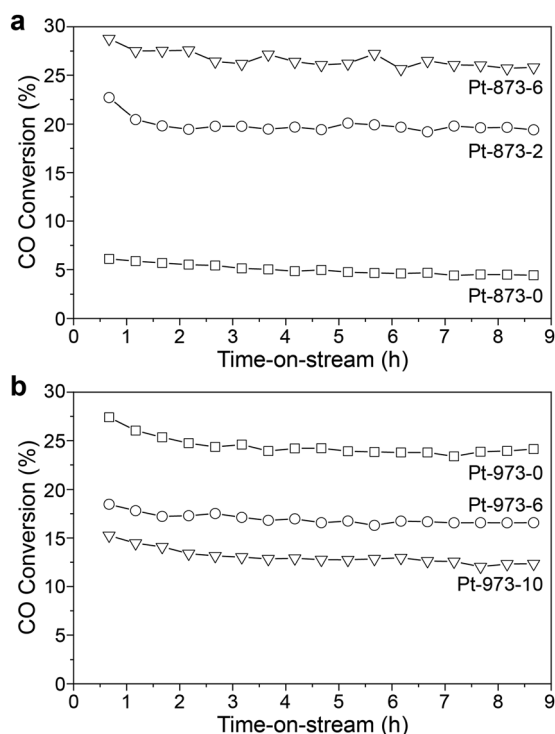 a
30
25
20
15
10
5
0
CO Conversion (%)
Pt-873-6
Pt-873-2
Pt-873-0
0 1 2 3 4 5 6 7 8 9
Time-on-stream (h)
b
30
25
20
15
10
5
0
CO Conversion (%)
Pt-973-0
Pt-973-6
Pt-973-10
0 1 2 3 4 5 6 7 8 9
Time-on-stream (h)